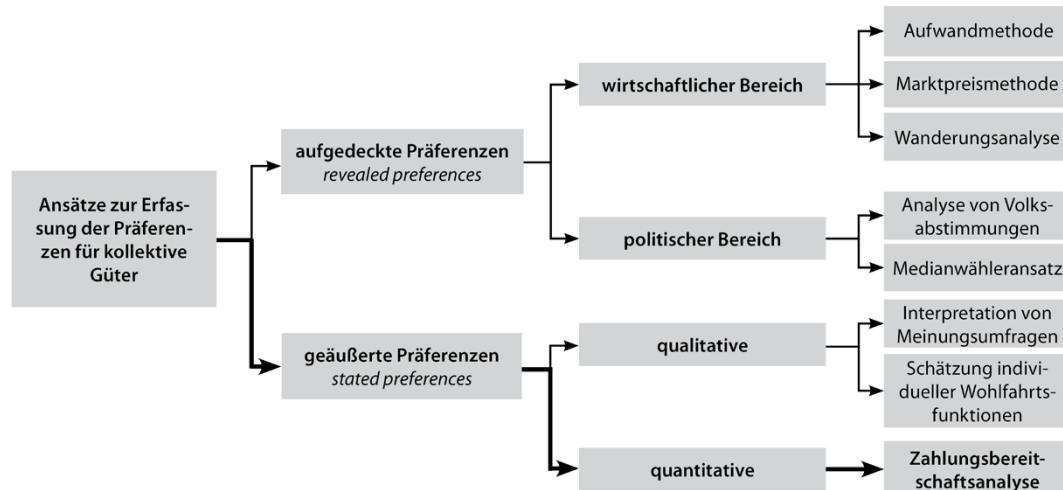 Ansätze zur Erfas-
sung der Präferen-
zen für kollektive
Güter
aufgedeckte Präferenzen
revealed preferences
wirtschaftlicher Bereich
Aufwandmethode
Marktpreismethode
Wanderungsanalyse
politischer Bereich
Analyse von Volks-
abstimmungen
Medianwähleransatz
geäußerte Präferenzen
stated preferences
qualitative
Interpretation von
Meinungsumfragen
Schätzung indivi-
dueller Wohlfahrts-
funktionen
quantitative
Zahlungsbereit-
schaftsanalyse